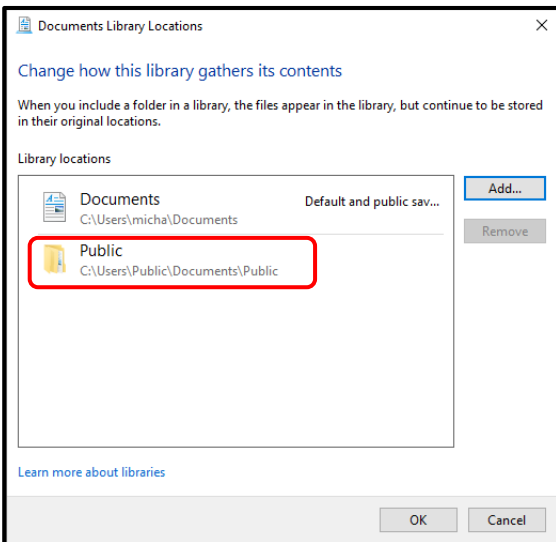 Documents Library Locations
Change how this library gathers its contents
When you include a folder in a library, the files appear in the library, but continue to be stored
in their original locations.
Library locations
Documents Default and public sav...
C:\Users\micha\Documents
Add...
Remove
Public
C:\Users\Public\Documents\Public
Learn more about libraries
OK Cancel